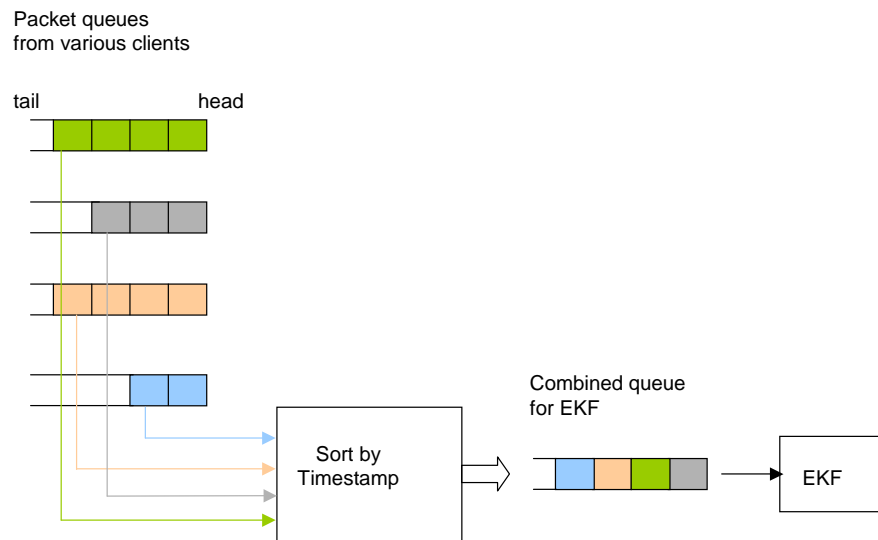 Packet queues
from various clients
tail
head
Combined queue
for EKF
Sort by
Timestamp
EKF